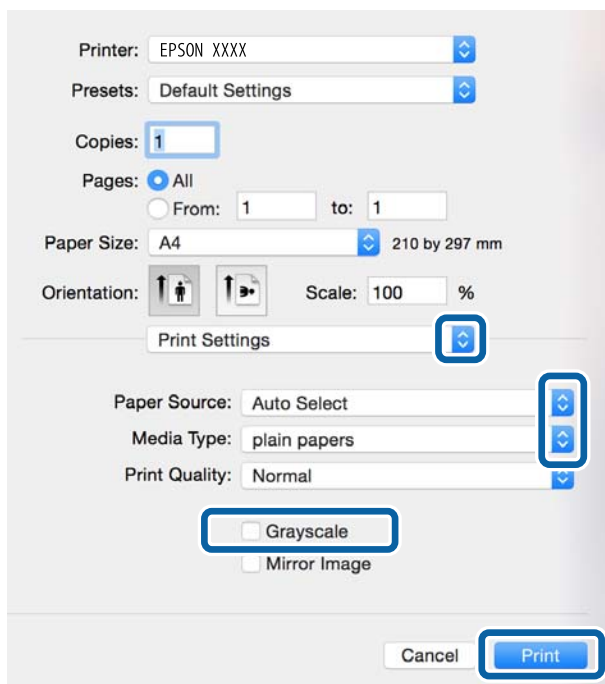 Printer: EPSON XXXX
Presets: Default Settings
Copies: 1
Pages: All
From: 1 to: 1
Paper Size: A4 210 by 297 mm
Orientation: Scale: 100 %
Print Settings
Paper Source: Auto Select
Media Type: plain papers
Print Quality: Normal
Grayscale
Mirror Image
Cancel Print